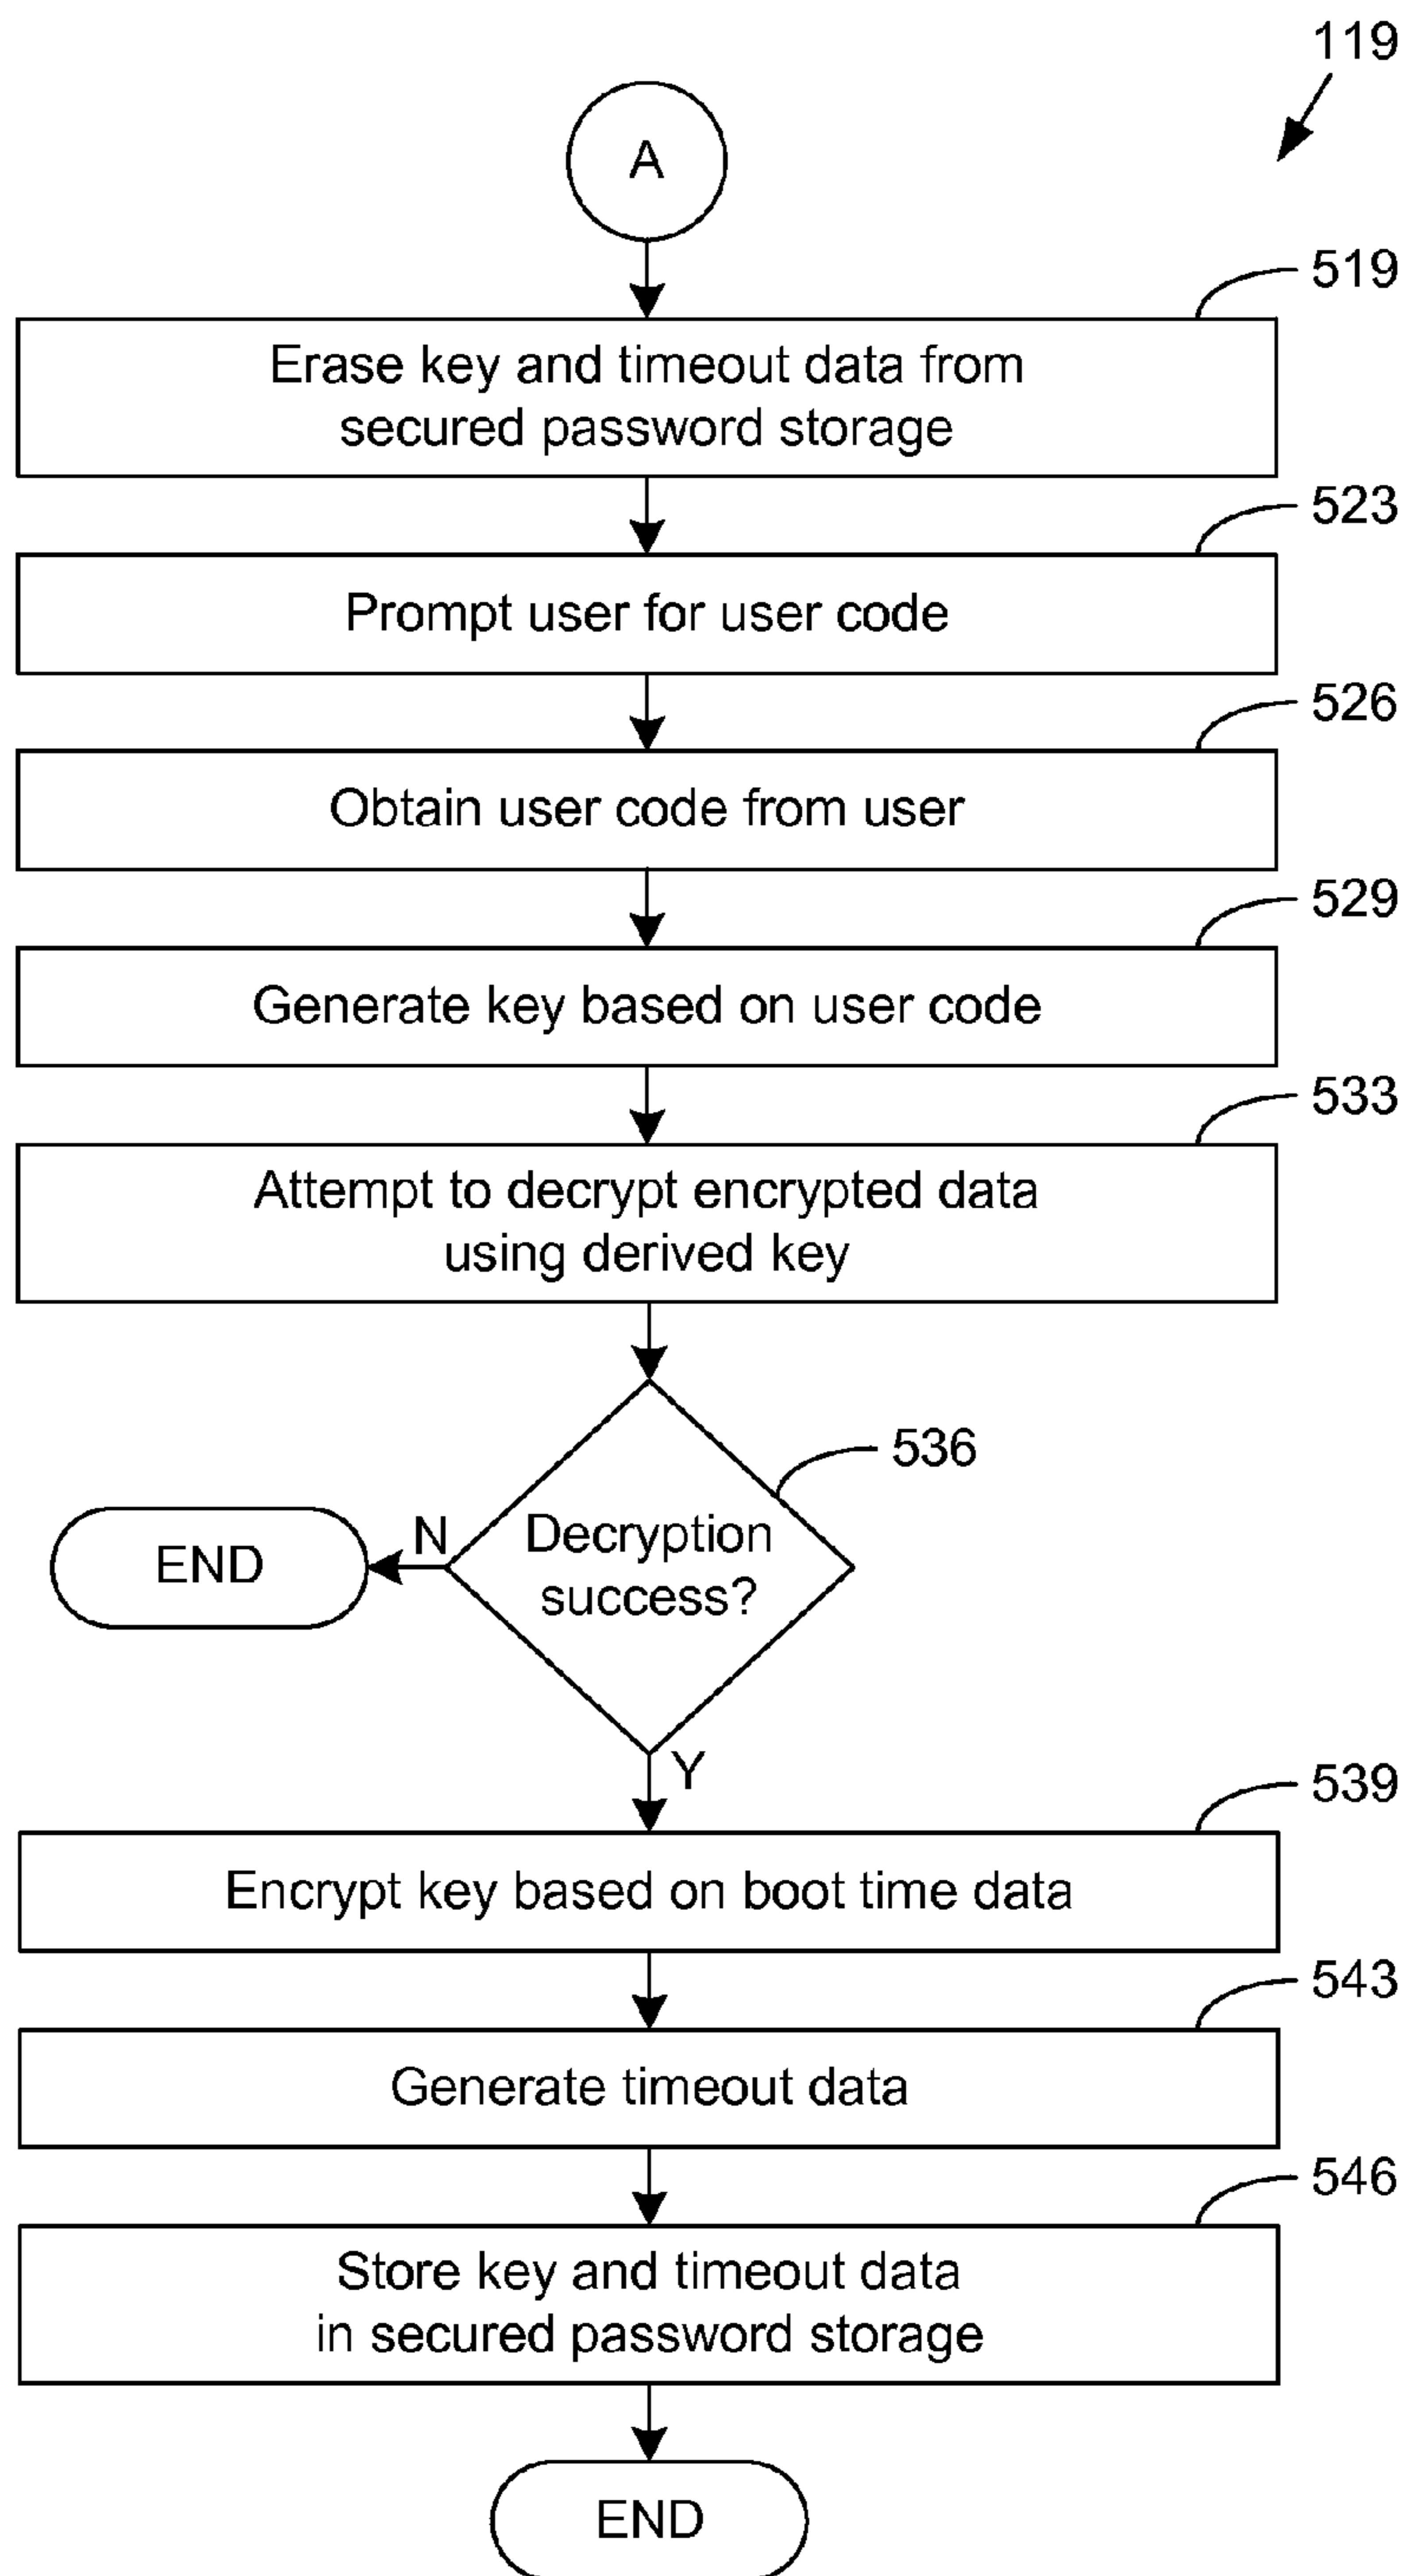 119
A
519
Erase key and timeout data from
secured password storage
523
Prompt user for user code
526
Obtain user code from user
529
Generate key based on user code
533
Attempt to decrypt encrypted data
using derived key
536
Decryption
success?
N
END
Y
539
Encrypt key based on boot time data
543
Generate timeout data
546
Store key and timeout data
in secured password storage
END